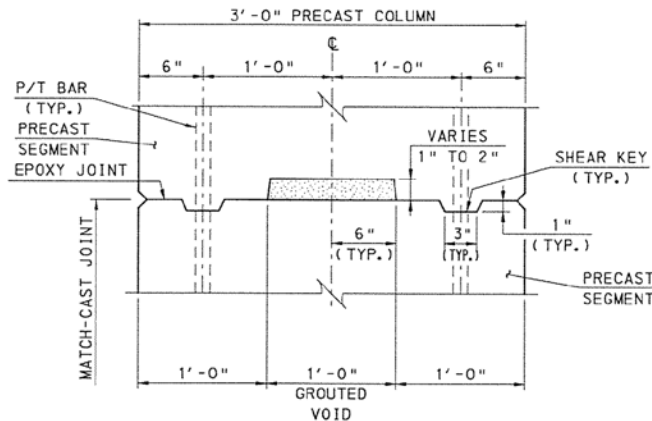 3'-0" PRECAST COLUMN
℄
6"
1'-0"
1'-0"
6"
P/T BAR
(TYP.)
PRECAST
SEGMENT
EPOXY JOINT
VARIES
1" TO 2"
SHEAR KEY
(TYP.)
6"
(TYP.)
3"
(TYP.)
1"
(TYP.)
MATCH-CAST JOINT
PRECAST
SEGMENT
1'-0"
1'-0"
1'-0"
GROUTED
VOID